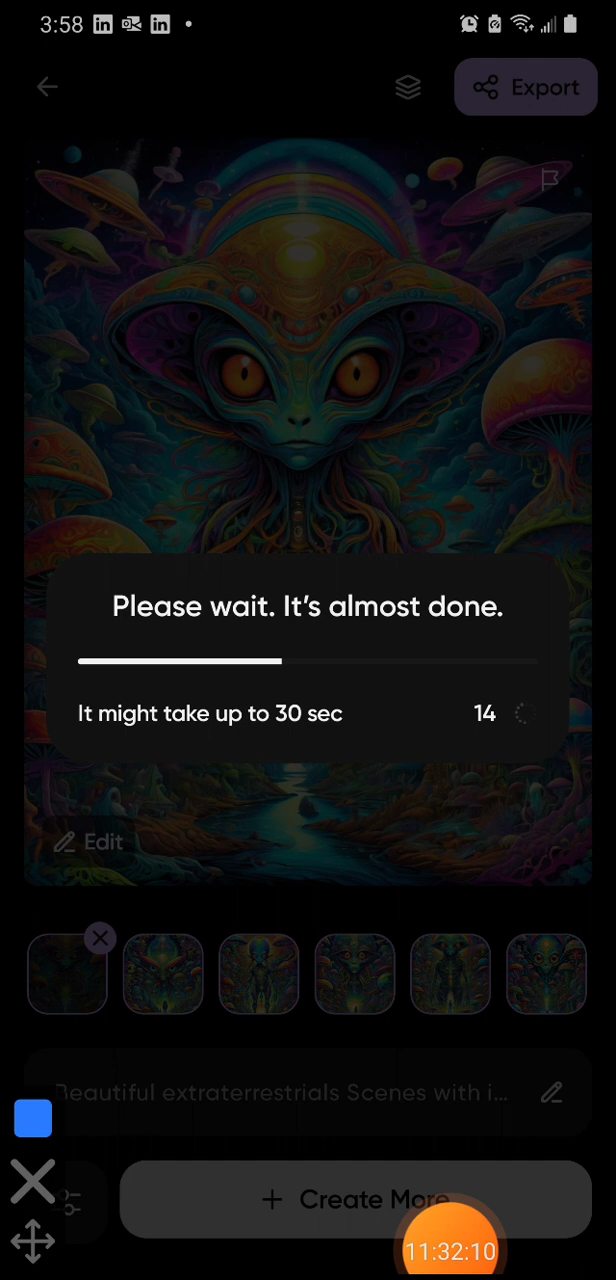 3:58
Export
Please wait. It's almost done.
It might take up to 30 sec
14
Edit
Beautiful extraterrestrials Scenes with i...
+ Create More
11:32:10